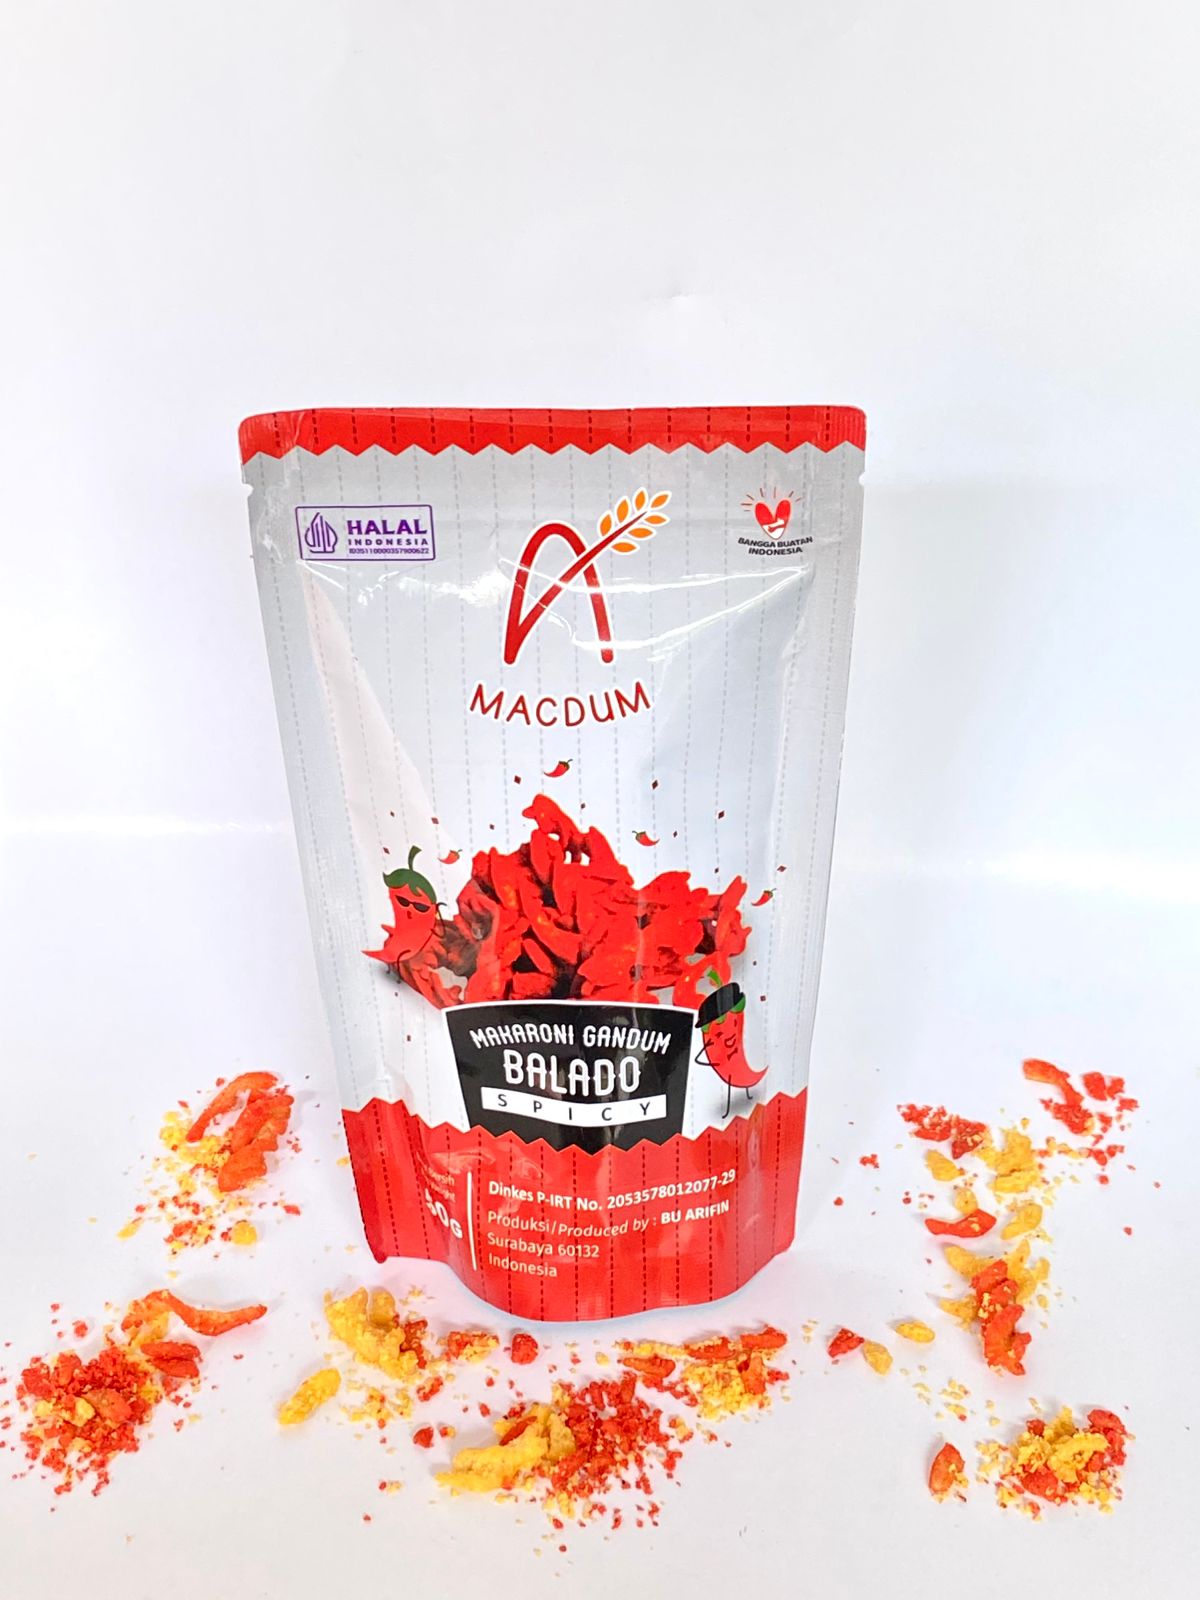 HALAL
INDONESIA
ID35110000357900622
BANGGA BUATAN
INDONESIA
MACDUM
MAKARONI GANDUM
BALADO
SPICY
Dinkes P-IRT No. 2053578012077-29
Produksi/Produced by : BU ARIFIN
Surabaya 60132
Indonesia